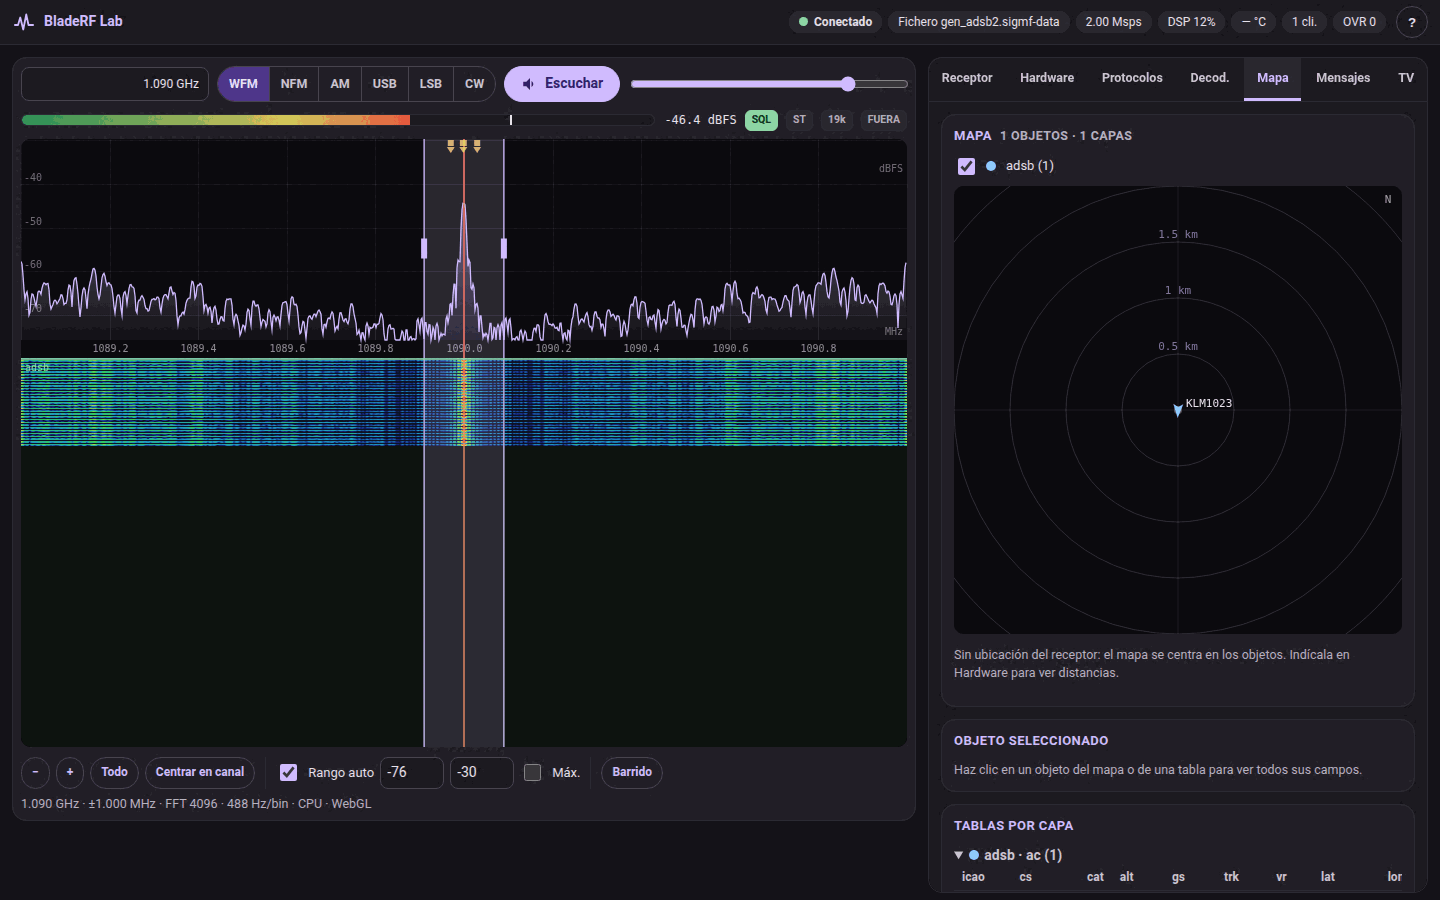 BladeRF Lab
Conectado
Fichero gen_adsb2.sigmf-data
2.00 Msps
DSP 12%
— °C
1 cli.
OVR 0
?
1.090 GHz
WFM NFM AM USB LSB CW
Escuchar
-46.4 dBFS
SQL ST 19k FUERA
dBFS
-40
-50
-60
-70
MHz
1089.2 1089.4 1089.6 1089.8 1090.0 1090.2 1090.4 1090.6 1090.8
adsb
− + Todo Centrar en canal Rango auto -76 -30 Máx. Barrido
1.090 GHz · ±1.000 MHz · FFT 4096 · 488 Hz/bin · CPU · WebGL
Receptor Hardware Protocolos Decod. Mapa Mensajes TV
MAPA 1 OBJETOS · 1 CAPAS
adsb (1)
N
1.5 km
1 km
0.5 km
KLM1023
Sin ubicación del receptor: el mapa se centra en los objetos. Indícala en
Hardware para ver distancias.
OBJETO SELECCIONADO
Haz clic en un objeto del mapa o de una tabla para ver todos sus campos.
TABLAS POR CAPA
▼ adsb · ac (1)
icao cs cat alt gs trk vr lat lor